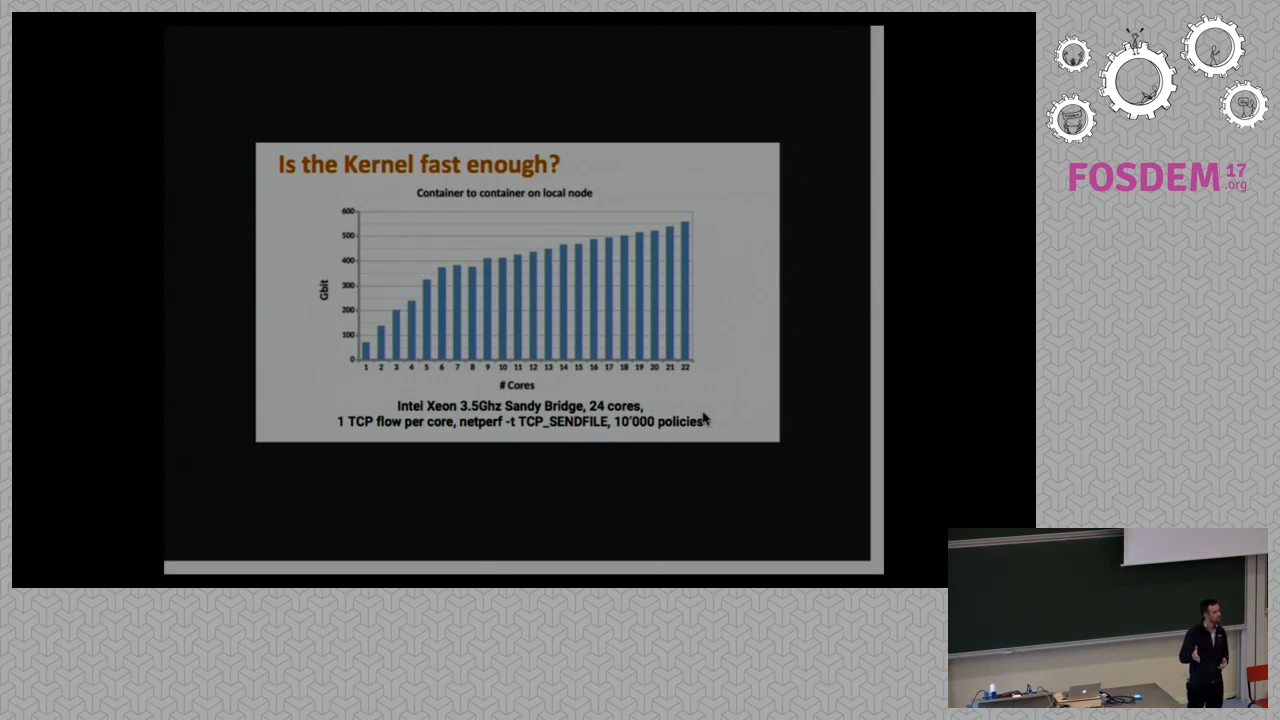 Is the Kernel fast enough?
Container to container on local node
600
500
400
300
200
100
0
Gbit
1 2 3 4 5 6 7 8 9 10 11 12 13 14 15 16 17 18 19 20 21 22
# Cores
Intel Xeon 3.5Ghz Sandy Bridge, 24 cores,
1 TCP flow per core, netperf -t TCP_SENDFILE, 10'000 policies
FOSDEM 17
.org